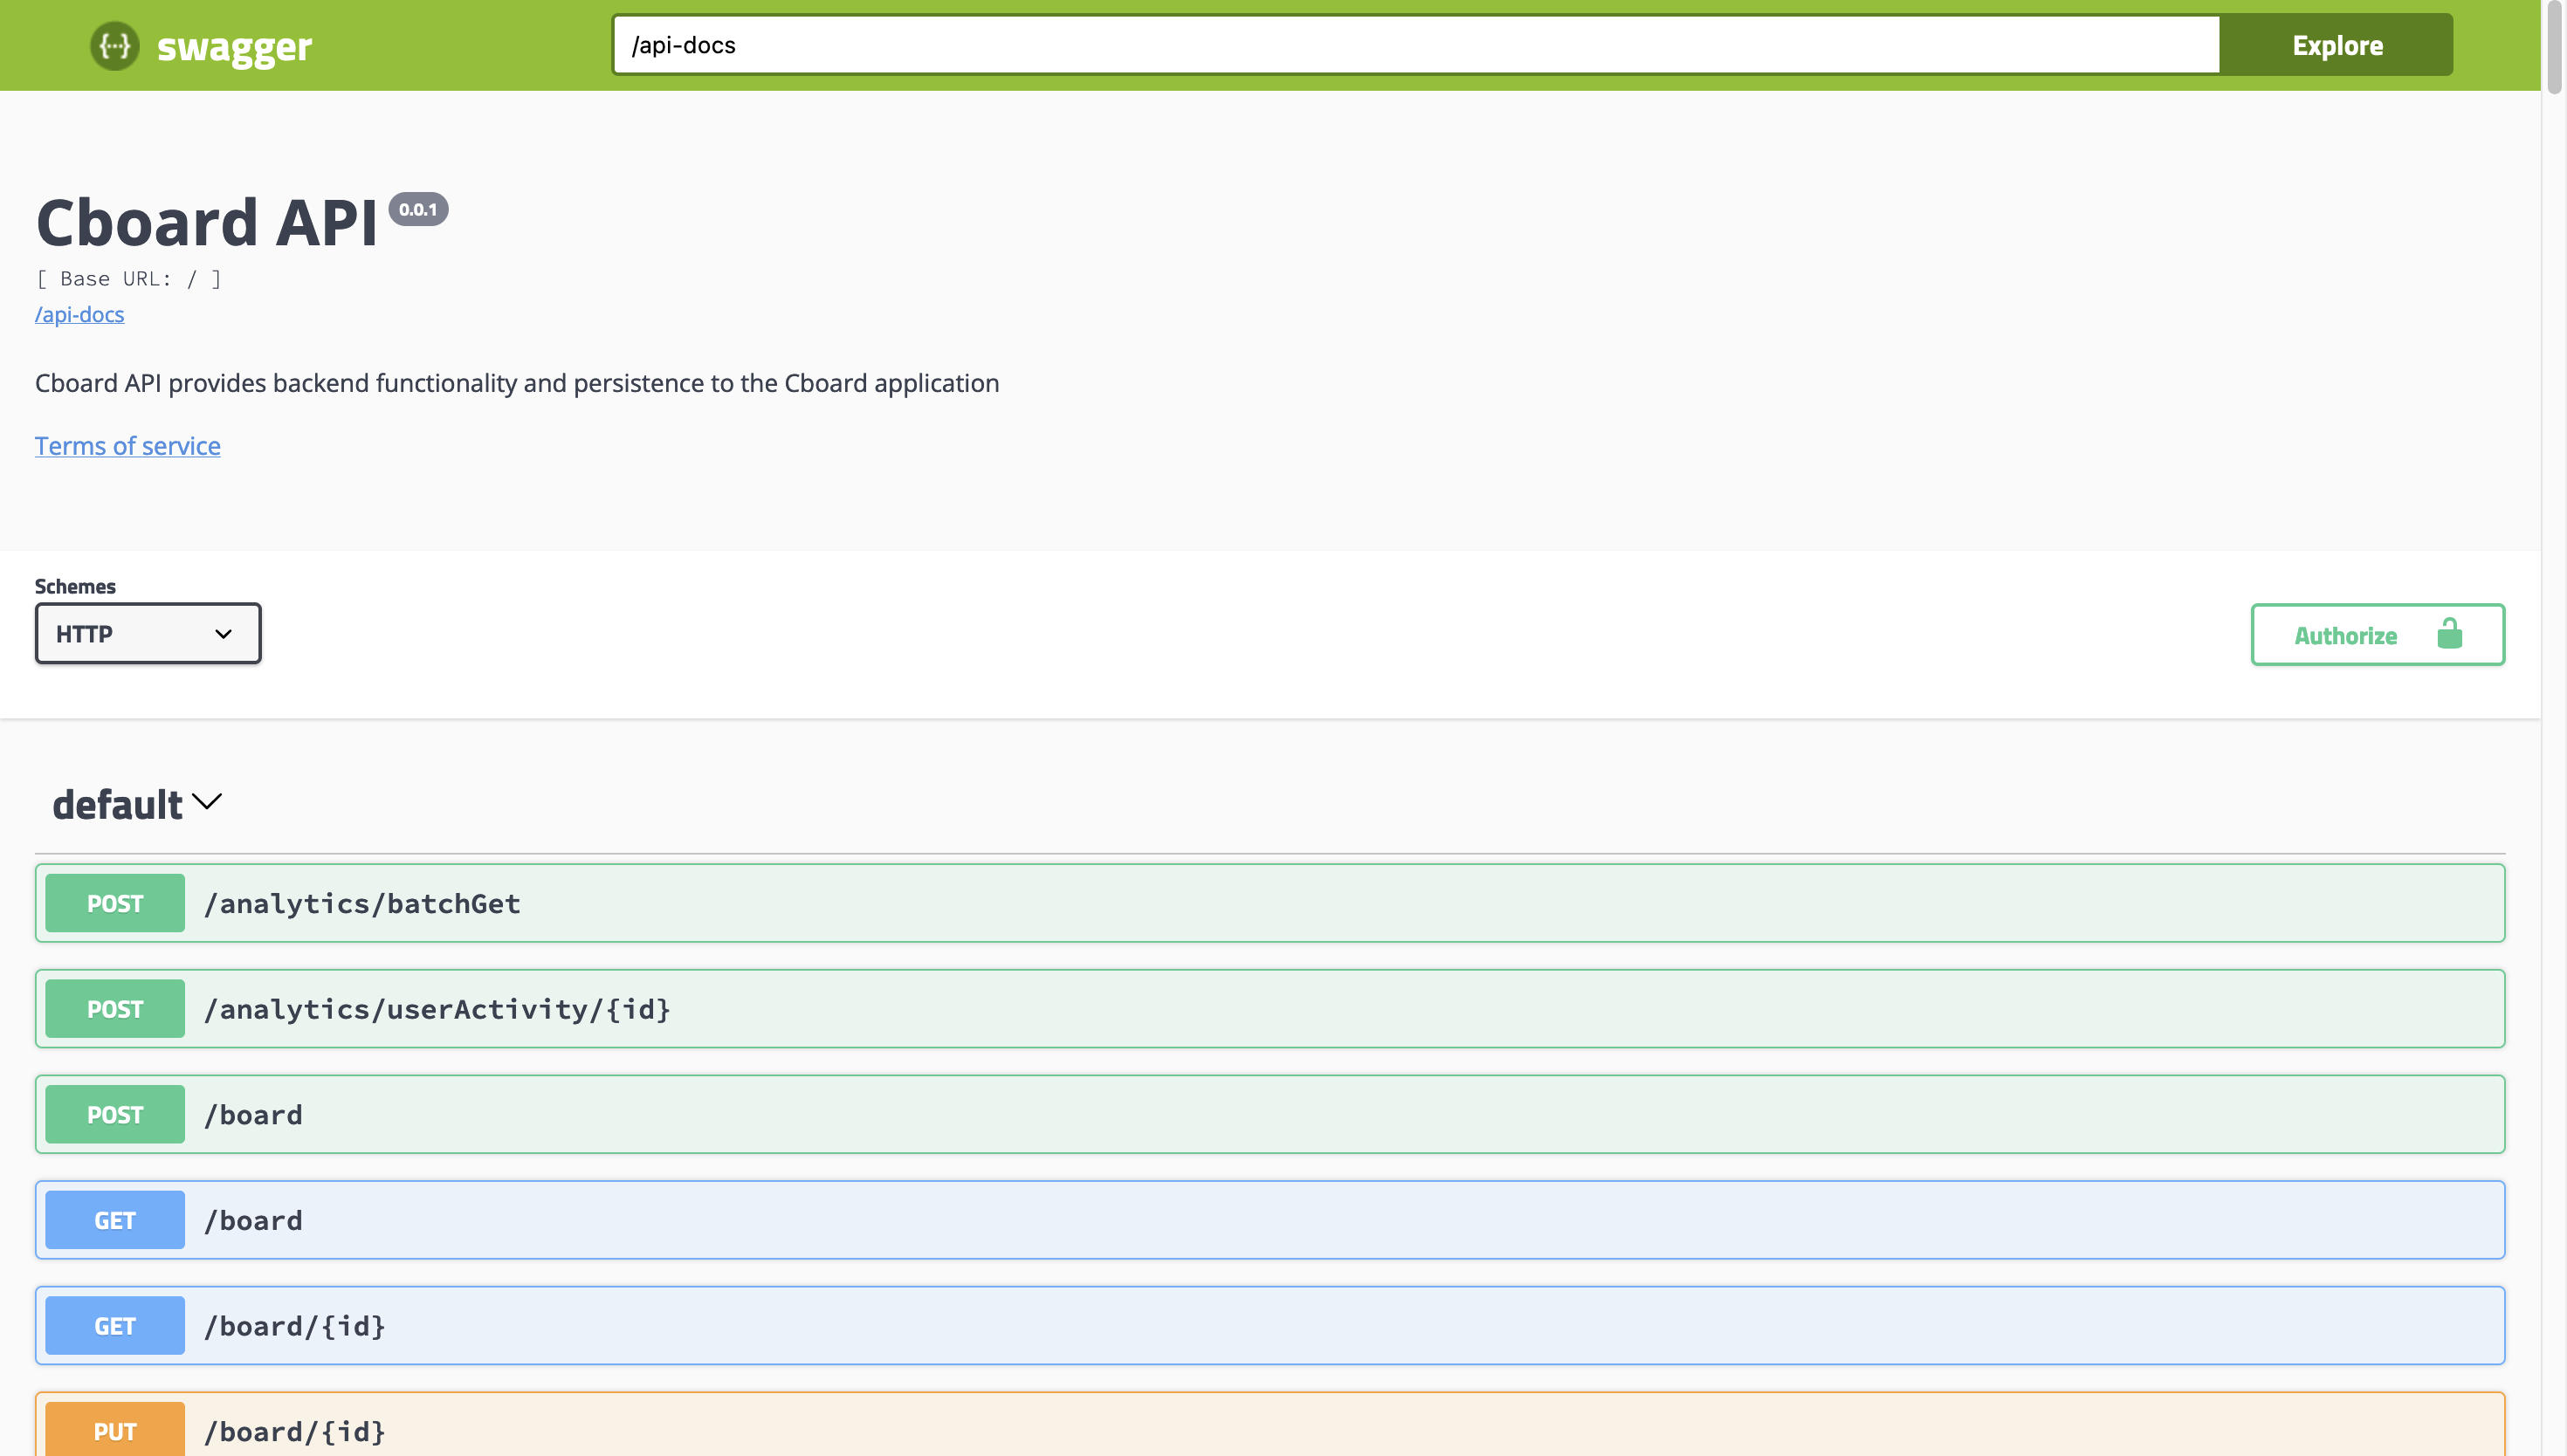 swagger
/api-docs
Explore
Cboard API 0.0.1
[ Base URL: / ]
/api-docs
Cboard API provides backend functionality and persistence to the Cboard application
Terms of service
Schemes
HTTP
Authorize
default
POST /analytics/batchGet
POST /analytics/userActivity/{id}
POST /board
GET /board
GET /board/{id}
PUT /board/{id}